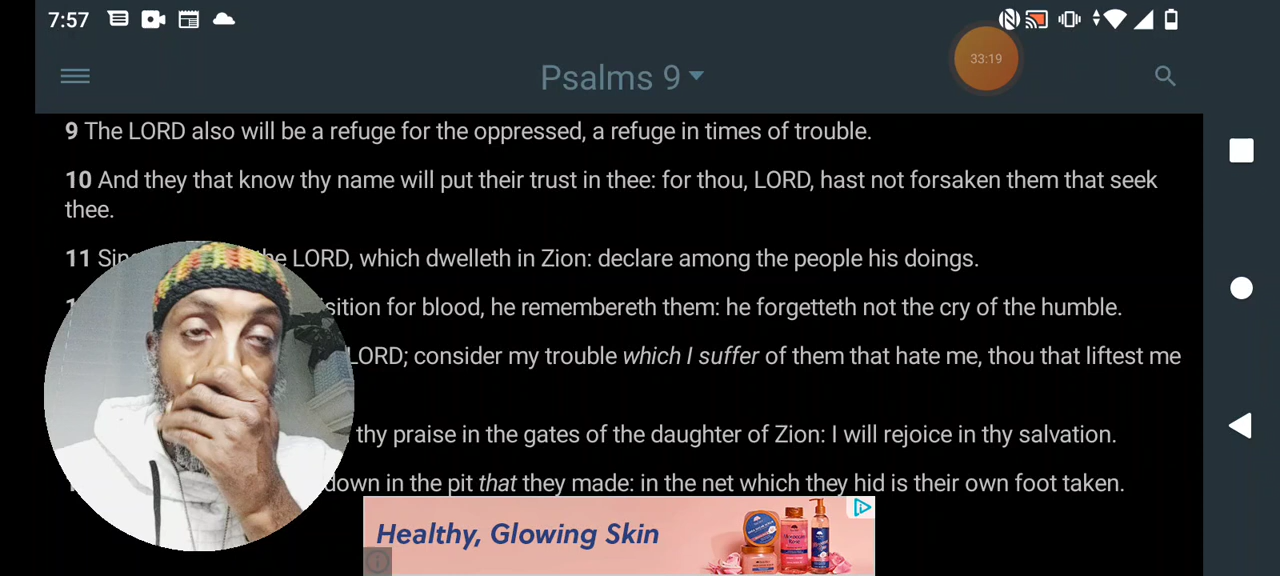 7:57
33:19
Psalms 9
9 The LORD also will be a refuge for the oppressed, a refuge in times of trouble.
10 And they that know thy name will put their trust in thee: for thou, LORD, hast not forsaken them that seek
thee.
11 the LORD, which dwelleth in Zion: declare among the people his doings.
for blood, he remembereth them: he forgetteth not the cry of the humble.
LORD; consider my trouble which I suffer of them that hate me, thou that liftest me
thy praise in the gates of the daughter of Zion: I will rejoice in thy salvation.
down in the pit that they made: in the net which they hid is their own foot taken.
Healthy, Glowing Skin